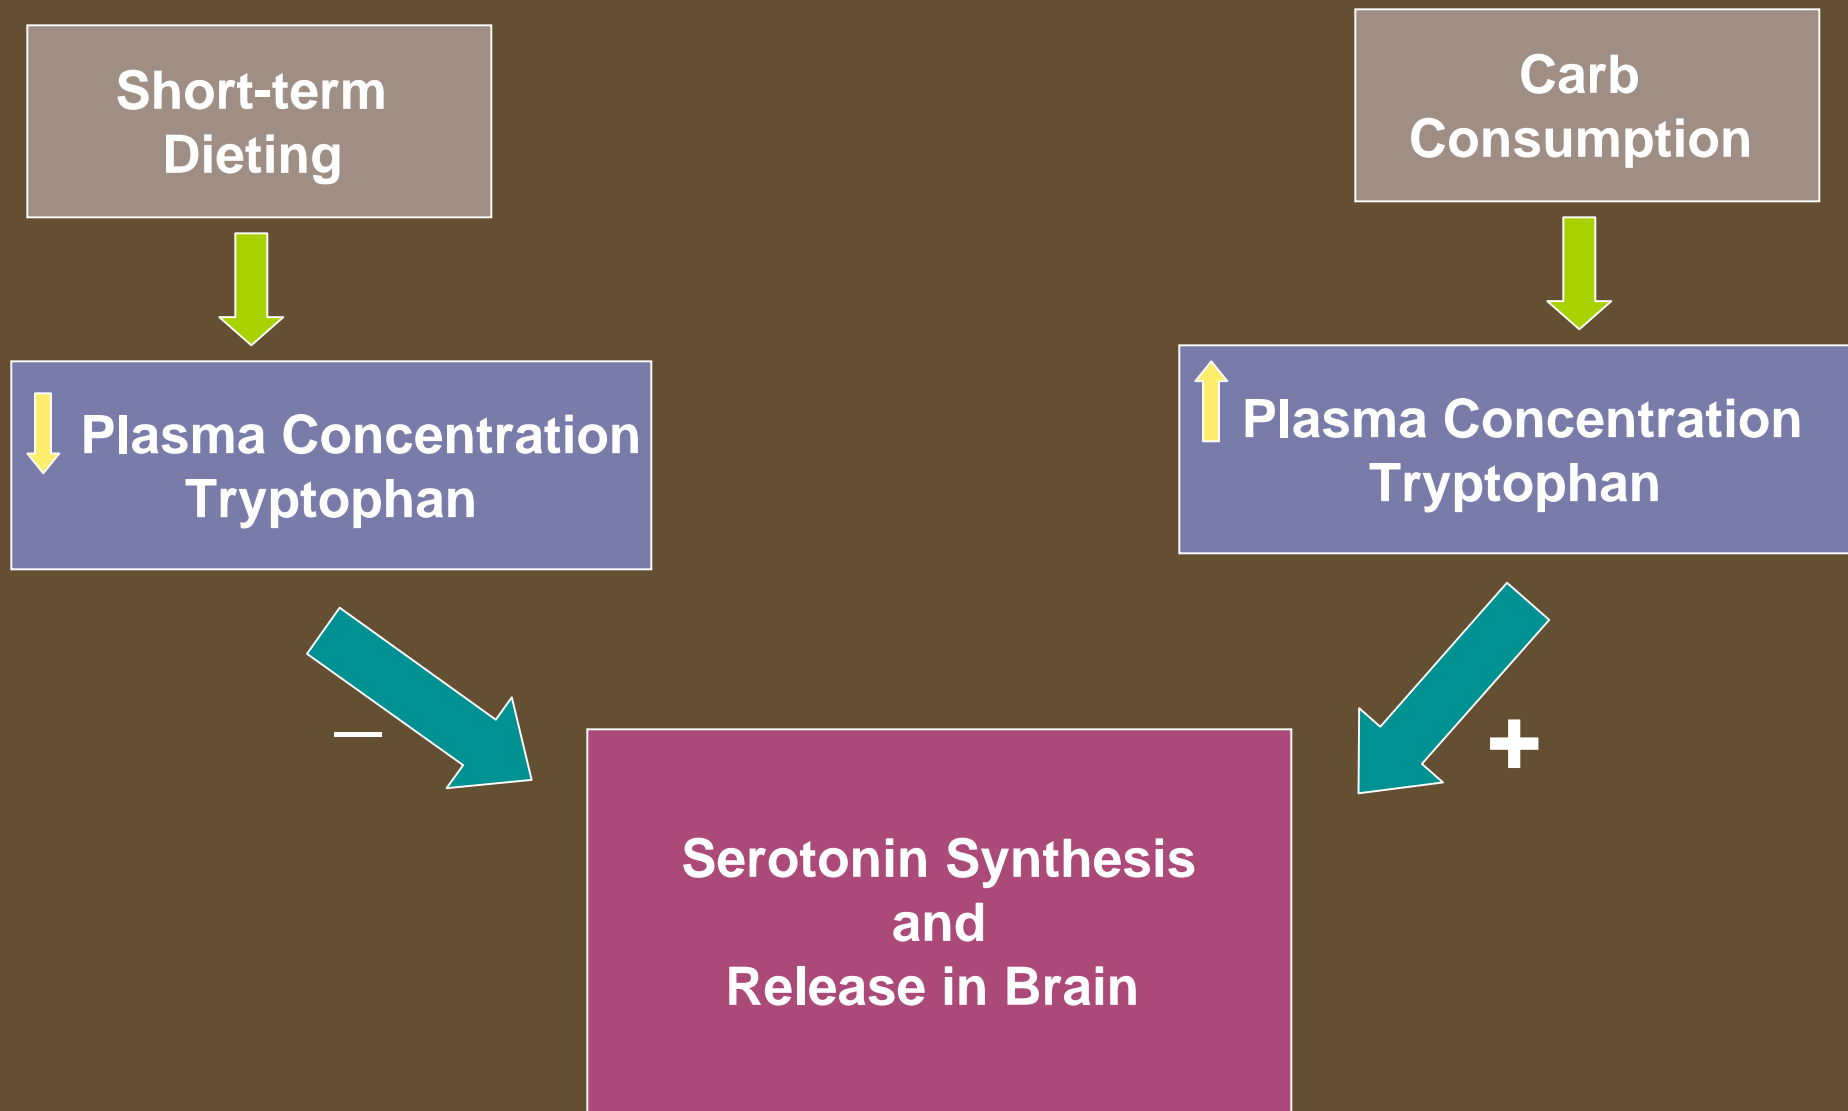 Short-term
Dieting
Carb
Consumption
Plasma Concentration
Tryptophan
Plasma Concentration
Tryptophan
–
+
Serotonin Synthesis
and
Release in Brain